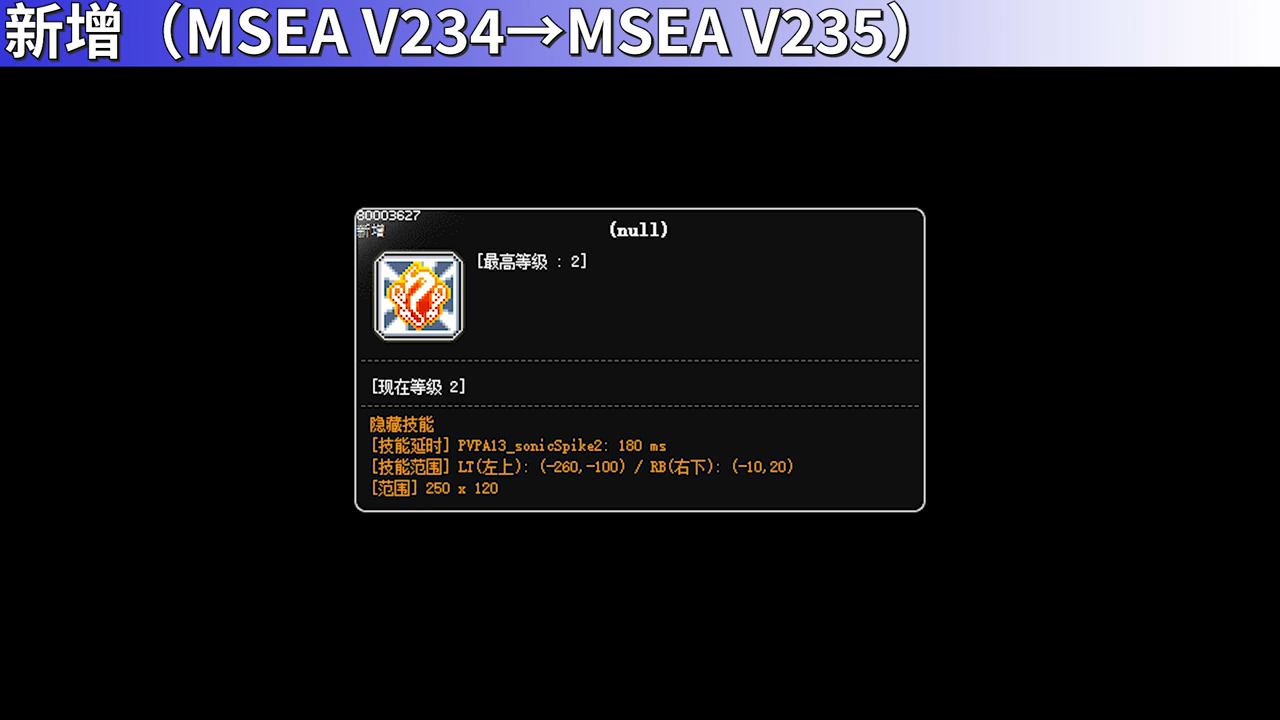 新增（MSEA V234→MSEA V235）
80003627
新增
(null)
[最高等级 : 2]
[现在等级 2]
隐藏技能
[技能延时] PVPA13_sonicSpike2: 180 ms
[技能范围] LT(左上): (-260,-100) / RB(右下): (-10,20)
[范围] 250 x 120